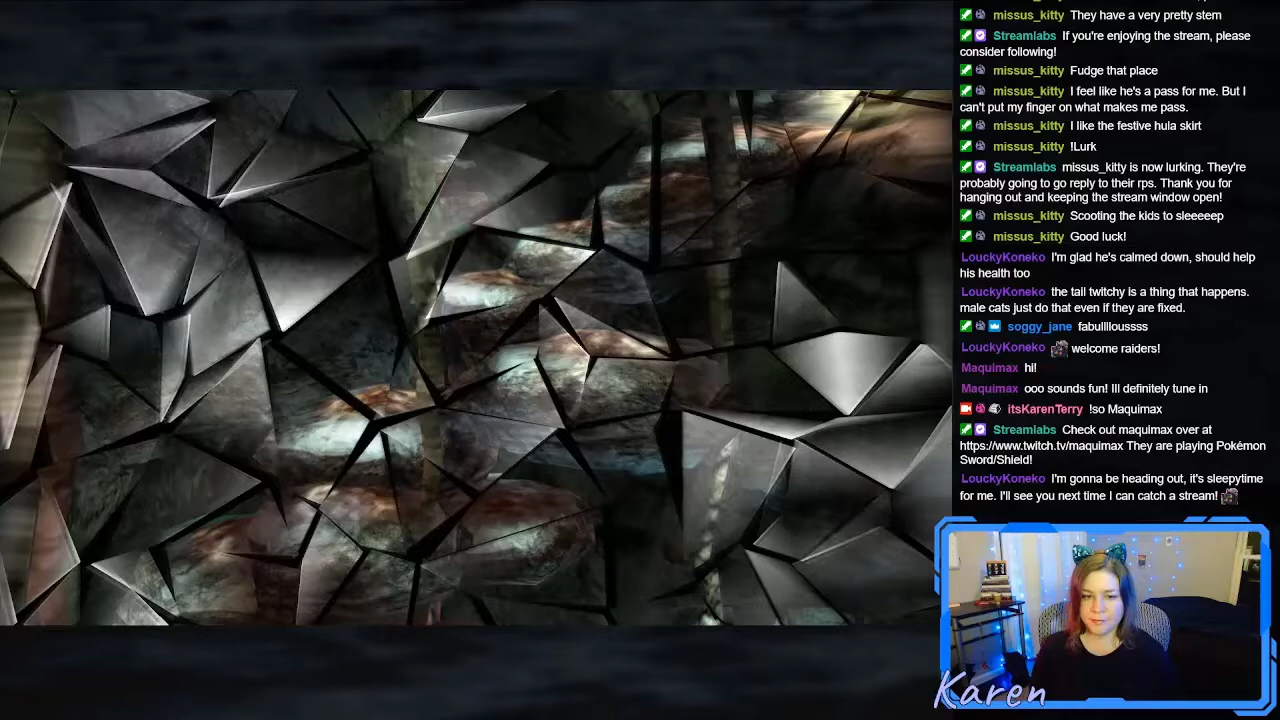 missus_kitty They have a very pretty stem
Streamlabs If you're enjoying the stream, please
consider following!
missus_kitty Fudge that place
missus_kitty I feel like he's a pass for me. But I
can't put my finger on what makes me pass.
missus_kitty I like the festive hula skirt
missus_kitty !Lurk
Streamlabs missus_kitty is now lurking. They're
probably going to go reply to their rps. Thank you for
hanging out and keeping the stream window open!
missus_kitty Scooting the kids to sleeeeep
missus_kitty Good luck!
LouckyKoneko I'm glad he's calmed down, should help
his health too
LouckyKoneko the tail twitchy is a thing that happens.
male cats just do that even if they are fixed.
soggy_jane fabulllloussss
LouckyKoneko welcome raiders!
Maquimax hi!
Maquimax ooo sounds fun! Ill definitely tune in
itsKarenTerry !so Maquimax
Streamlabs Check out maquimax over at
https://www.twitch.tv/maquimax They are playing Pokémon
Sword/Shield!
LouckyKoneko I'm gonna be heading out, it's sleepytime
for me. I'll see you next time I can catch a stream!
Karen